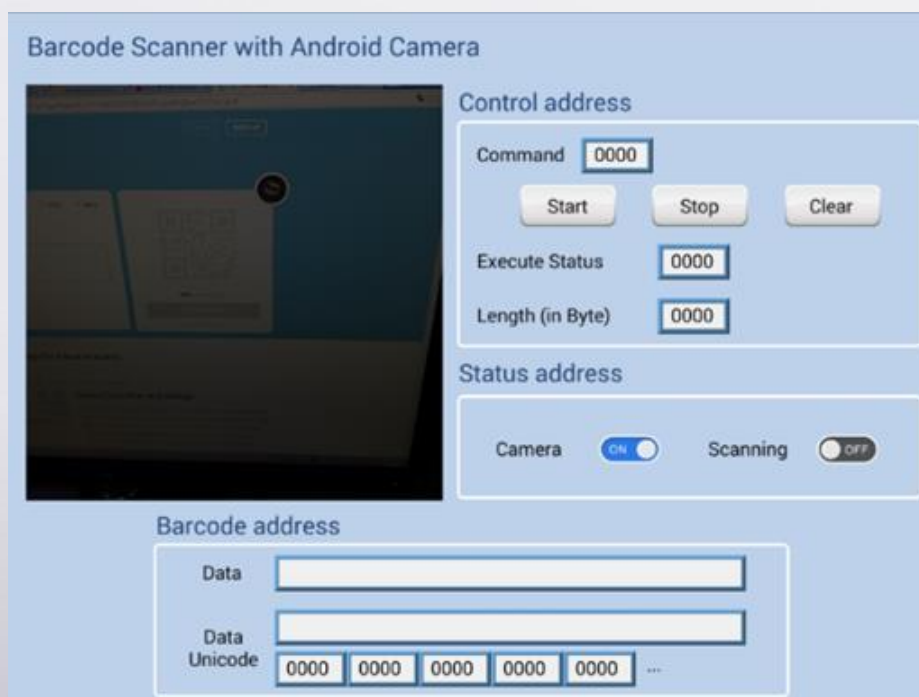 Barcode Scanner with Android Camera
Control address
Command 0000
Start Stop Clear
Execute Status 0000
Length (in Byte) 0000
Status address
Camera ON Scanning OFF
Barcode address
Data
Data
Unicode
0000 0000 0000 0000 0000 ...